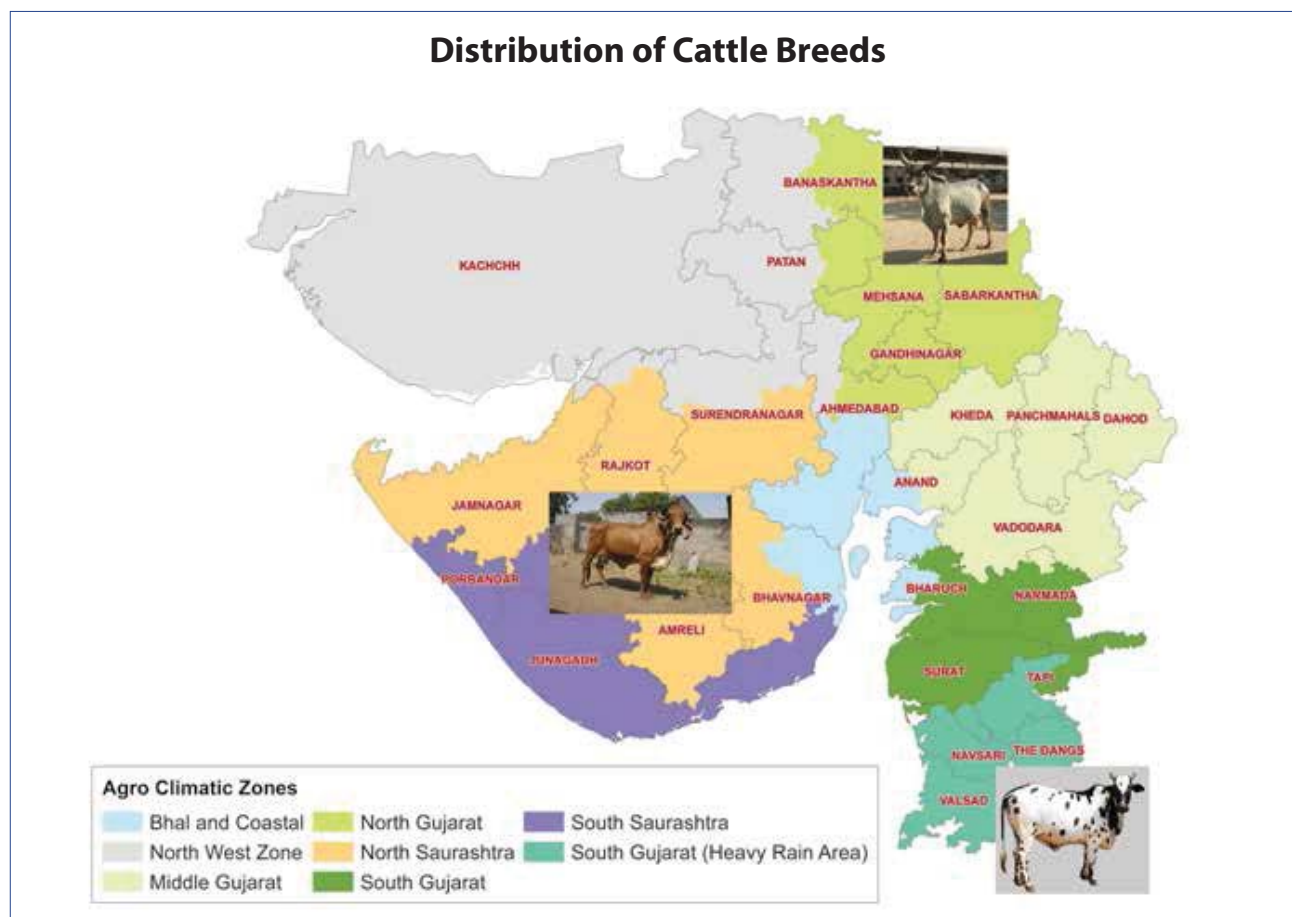 Distribution of Cattle Breeds
BANASKANTHA
KACHCHH
PATAN
MEHSANA
SABARKANTHA
GANDHINAGAR
SURENDRANAGAR
AHMEDABAD
KHEDA
PANCHMAHALS
DAHOD
RAJKOT
ANAND
JAMNAGAR
VADODARA
PORBANDAR
BHAVNAGAR
BHARUCH
NARMADA
AMRELI
JUNAGADH
SURAT
TAPI
NAVSARI
THE DANGS
VALSAD
Agro Climatic Zones
Bhal and Coastal
North West Zone
Middle Gujarat
North Gujarat
North Saurashtra
South Gujarat
South Saurashtra
South Gujarat (Heavy Rain Area)